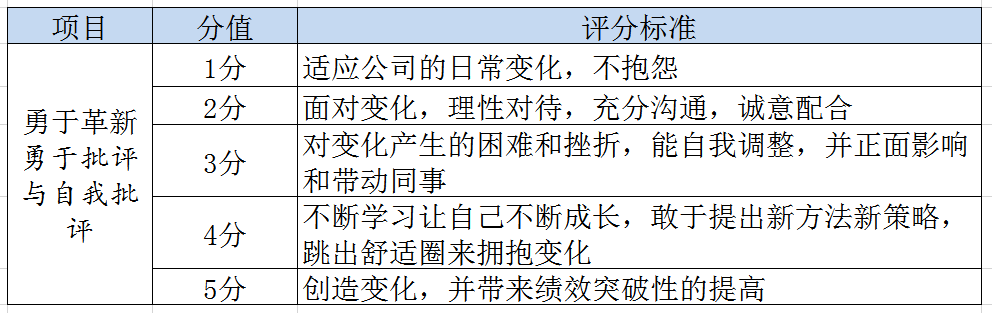 项目 分值 评分标准
勇于革新
勇于批评
与自我批
评
1分 适应公司的日常变化，不抱怨
2分 面对变化，理性对待，充分沟通，诚意配合
3分 对变化产生的困难和挫折，能自我调整，并正面影响
和带动同事
4分 不断学习让自己不断成长，敢于提出新方法新策略，
跳出舒适圈来拥抱变化
5分 创造变化，并带来绩效突破性的提高